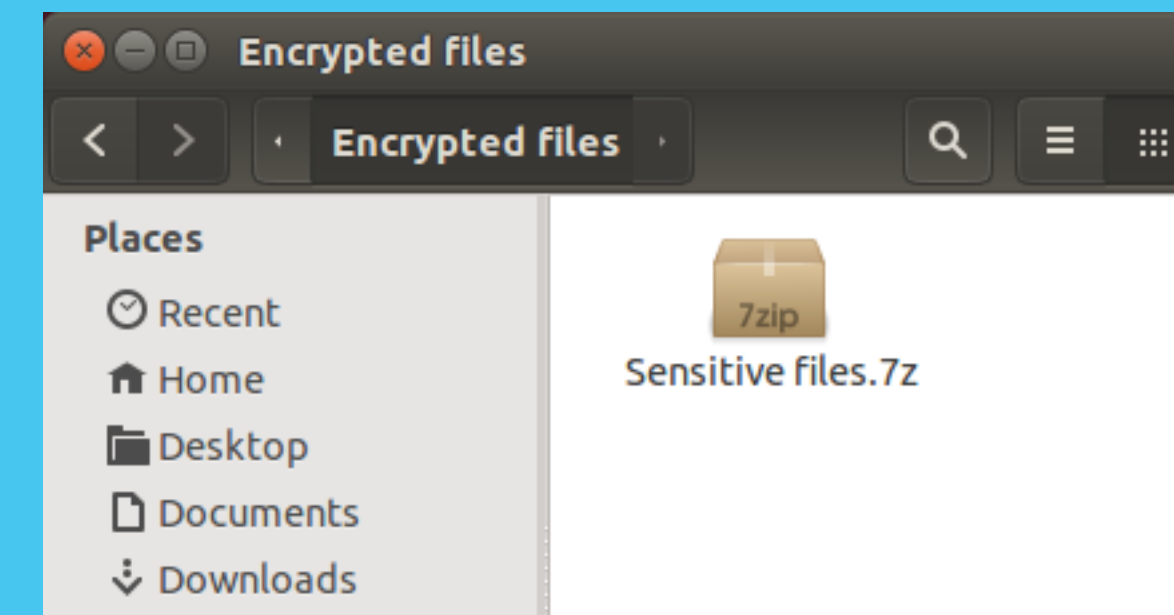 Encrypted files
Encrypted files
Places
Recent
Home
Desktop
Documents
Downloads
7zip
Sensitive files.7z